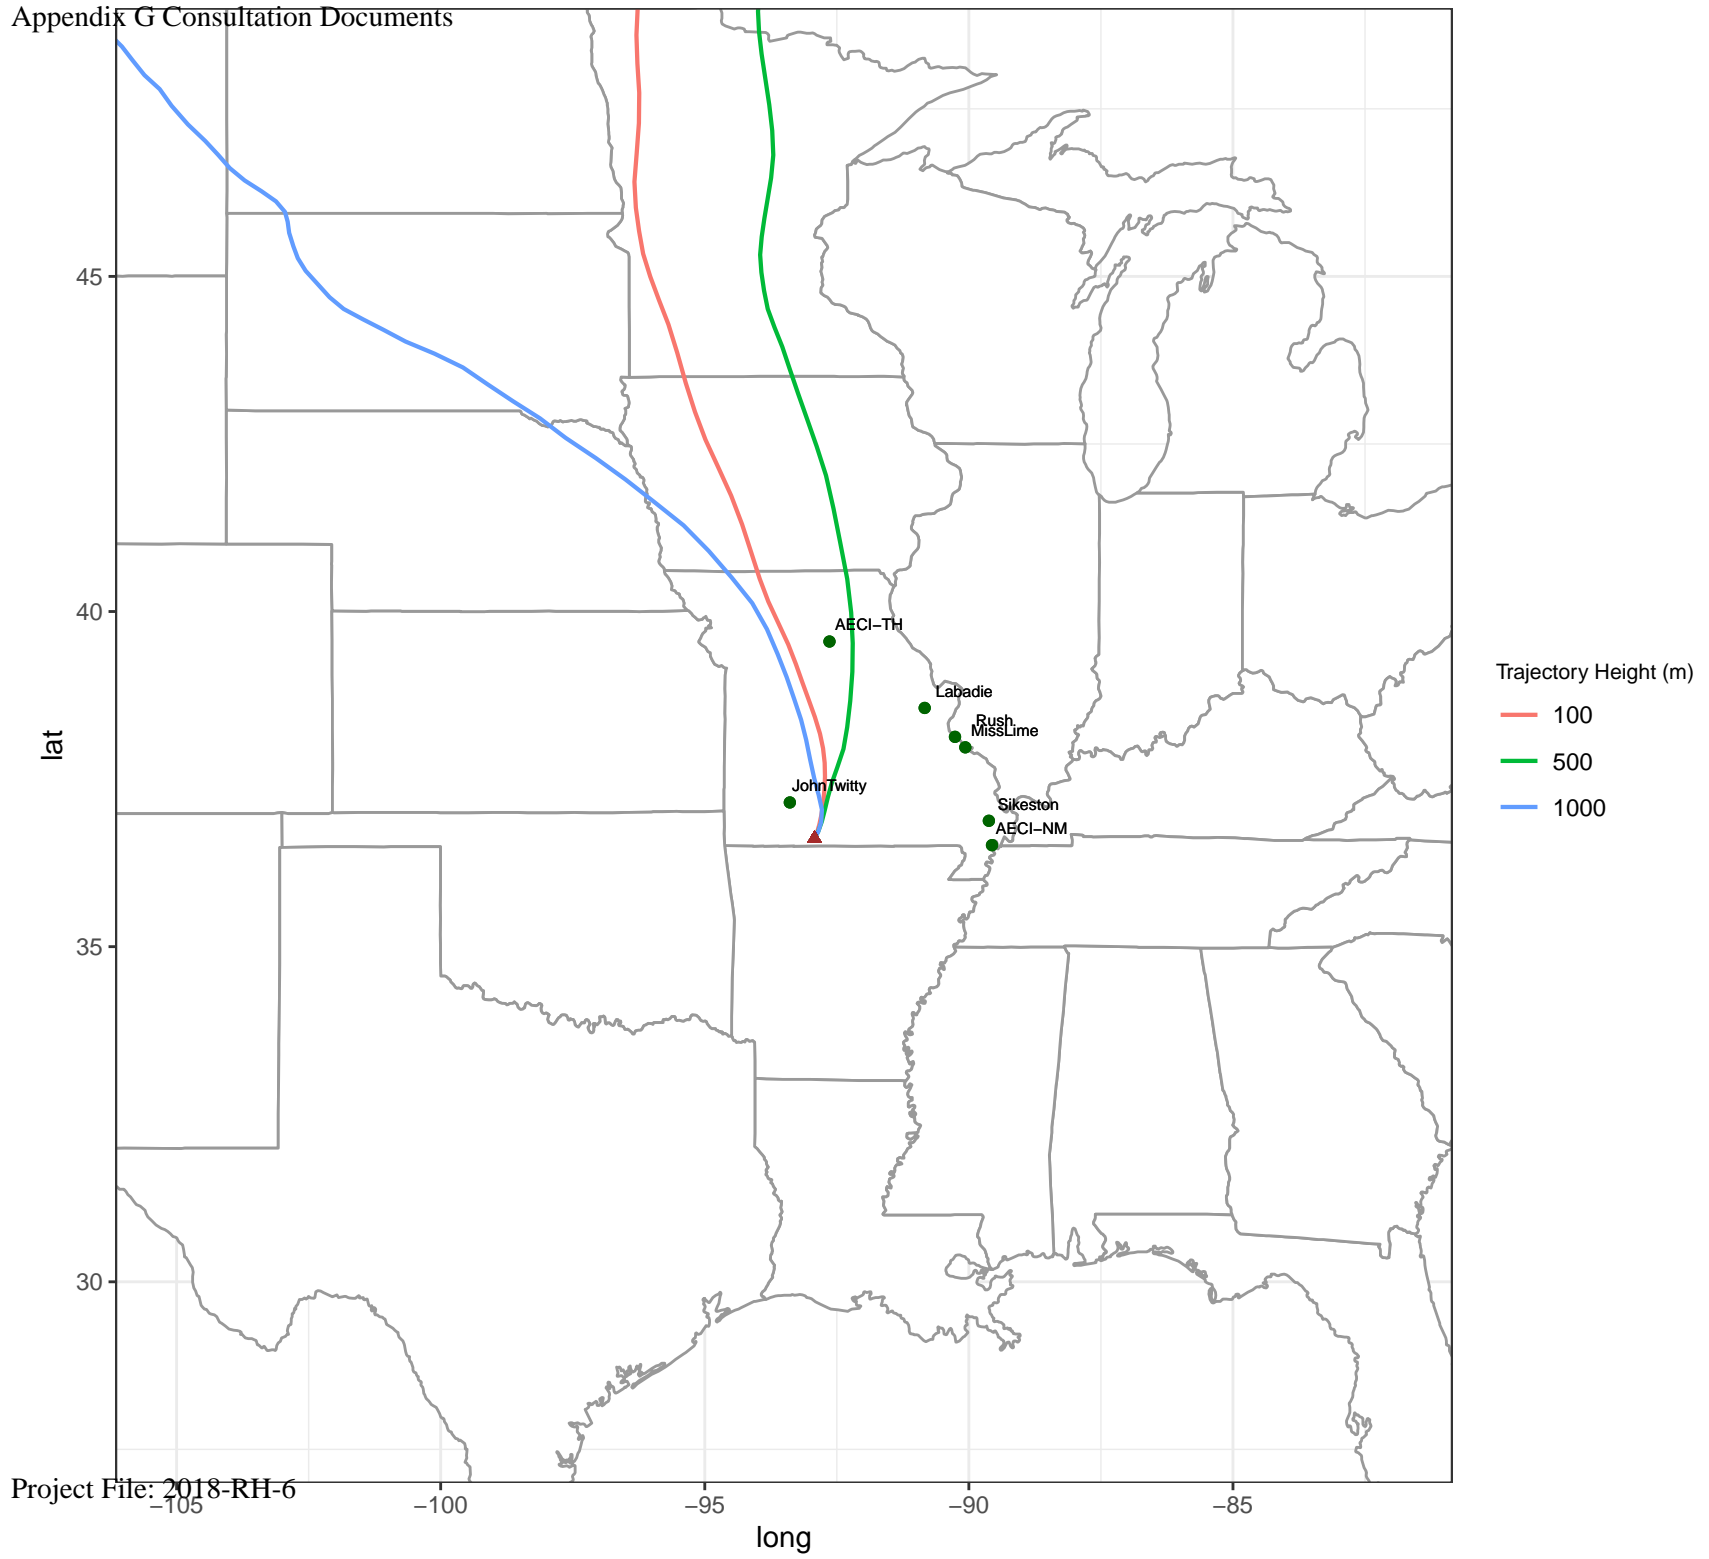 Appendix G Consultation Documents
45
40
35
30
lat
AECI−TH
Labadie
Rush
MissLime
JohnTwitty
Sikeston
AECI−NM
Trajectory Height (m)
100
500
1000
Project File: 2018-RH-6
−105
−100
−95
−90
−85
long